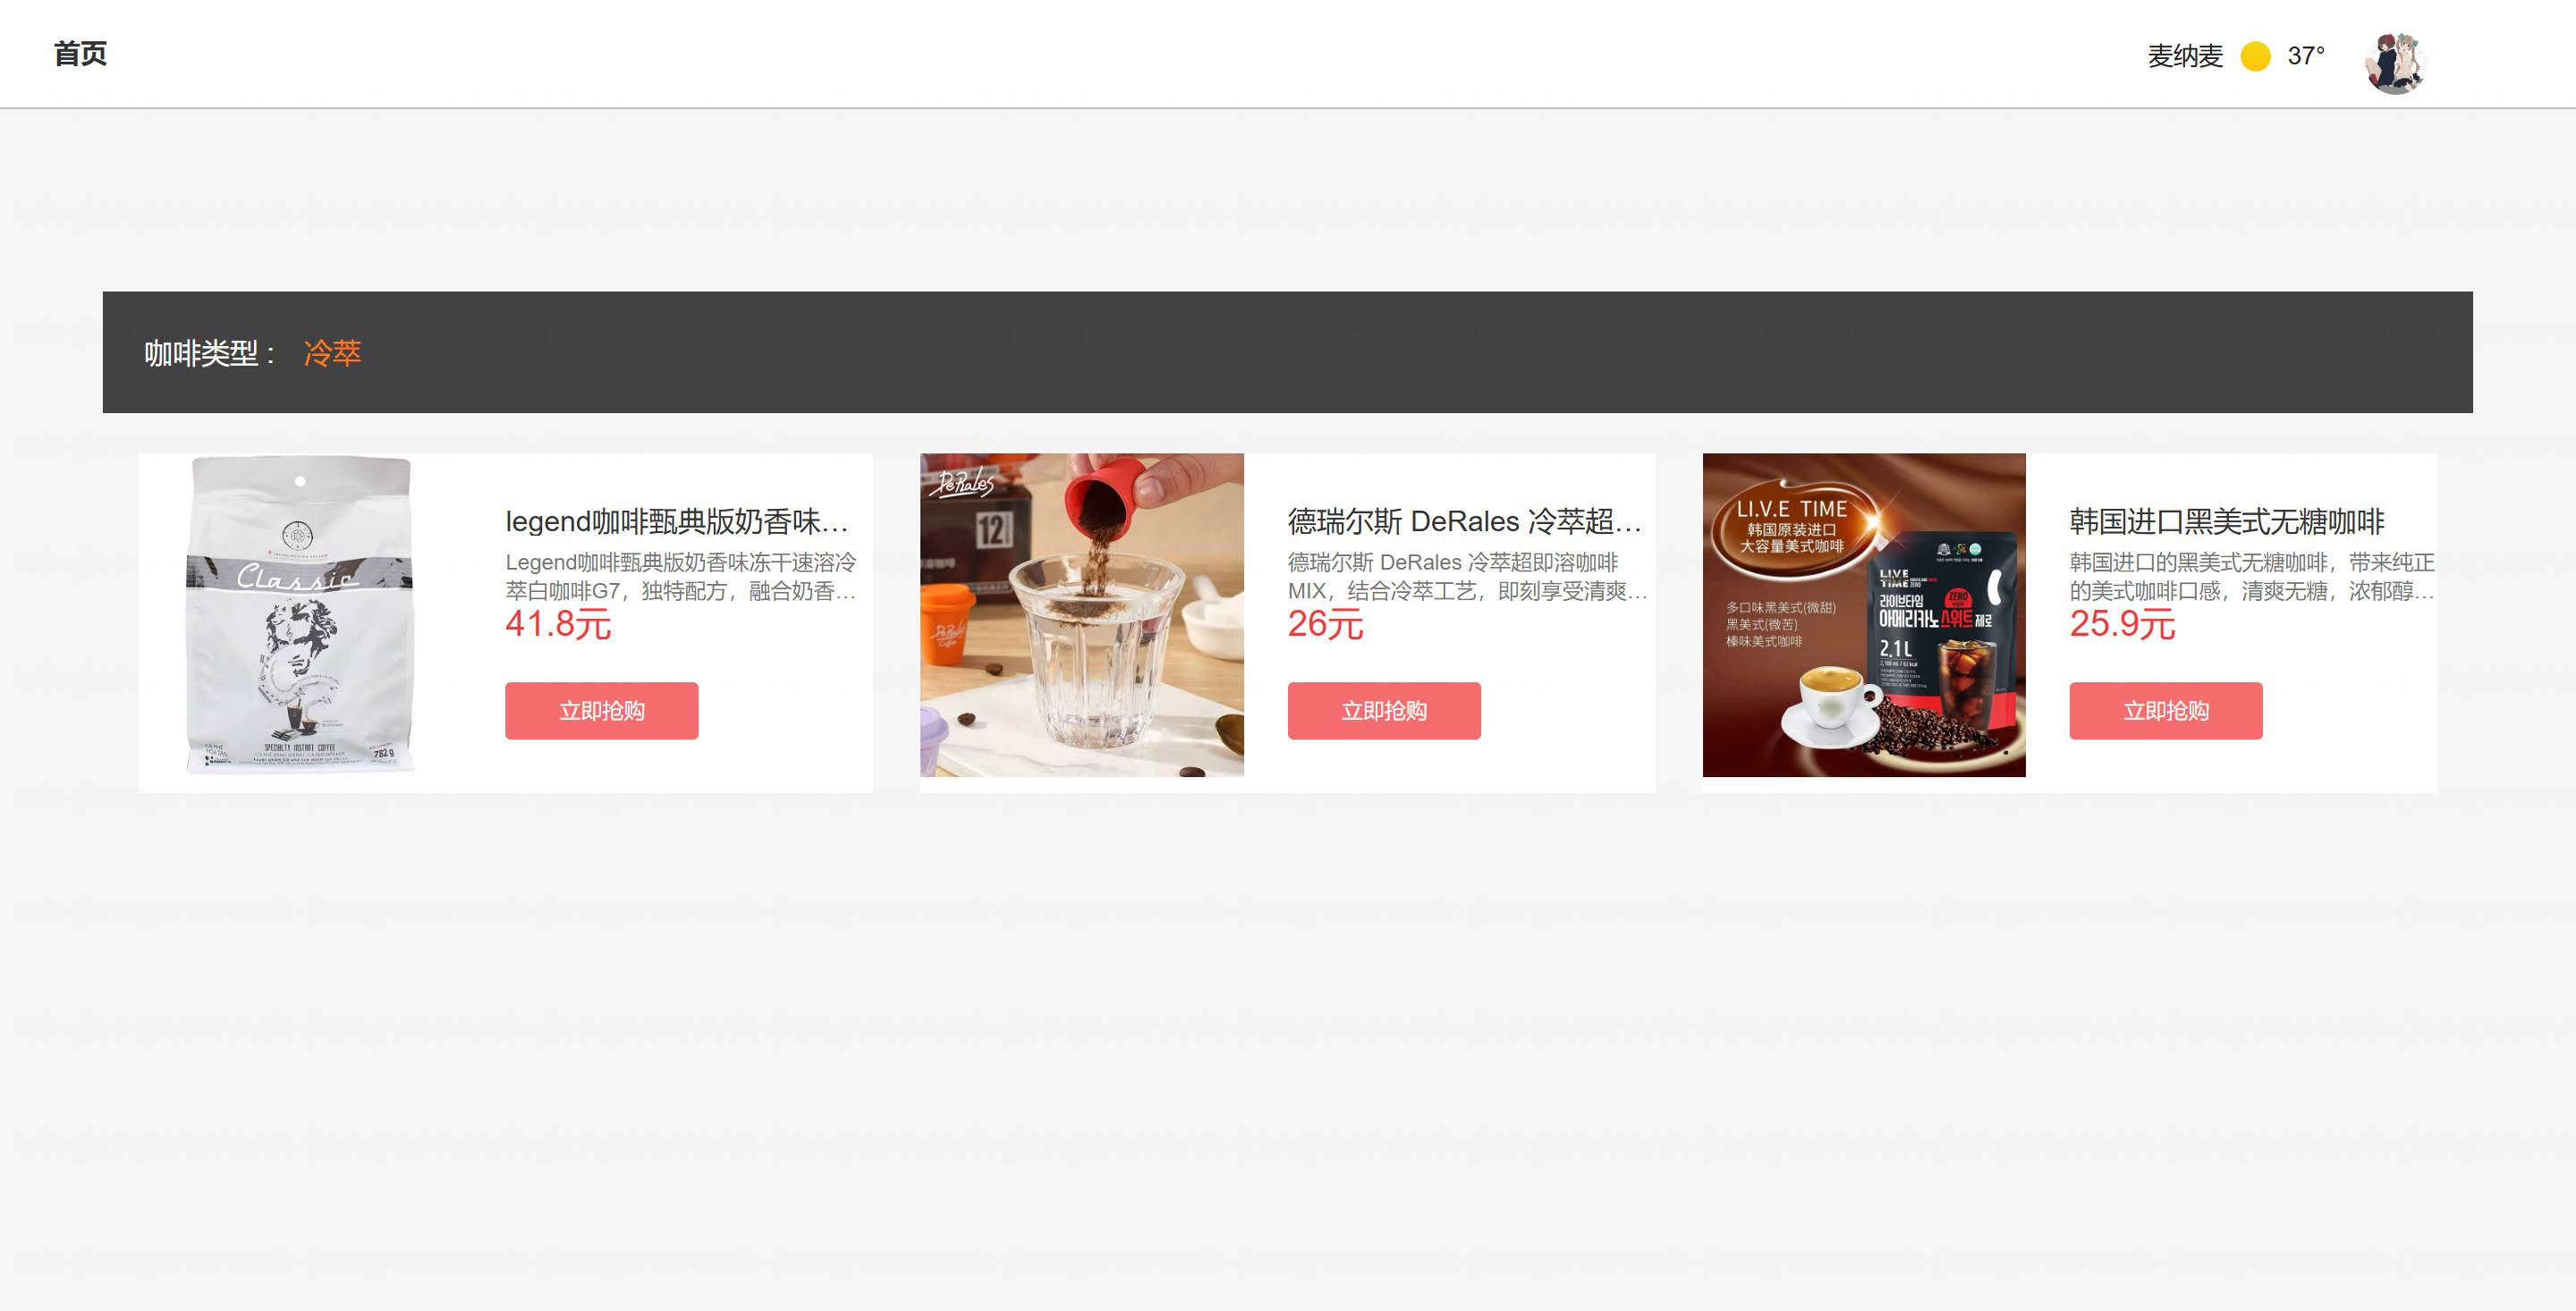 首页
麦纳麦 37°
咖啡类型： 冷萃
Classic
SPECIALTY INSTANT COFFEE
782 g
legend咖啡甄典版奶香味…
Legend咖啡甄典版奶香味冻干速溶冷
萃白咖啡G7，独特配方，融合奶香…
41.8元
立即抢购
DeRales
12
德瑞尔斯 DeRales 冷萃超…
德瑞尔斯 DeRales 冷萃超即溶咖啡
MIX，结合冷萃工艺，即刻享受清爽…
26元
立即抢购
LI.V.E TIME
韩国原装进口
大容量美式咖啡
多口味黑美式(微甜)
黑美式(微苦)
榛味美式咖啡
LIVE
TIME
ZERO
라이브타임
아메리카노 스위트 제로
2.1L
韩国进口黑美式无糖咖啡
韩国进口的黑美式无糖咖啡，带来纯正
的美式咖啡口感，清爽无糖，浓郁醇…
25.9元
立即抢购